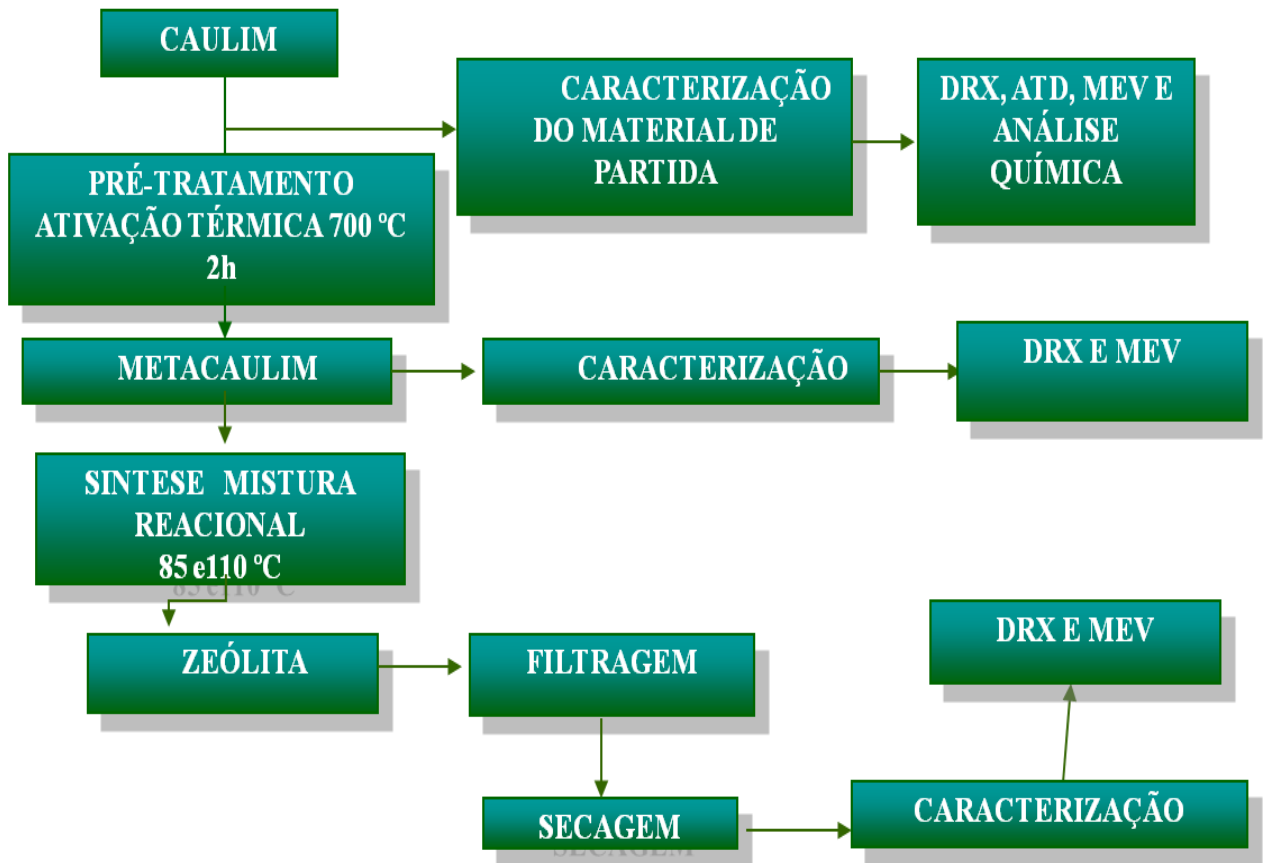 CAULIM
CARACTERIZAÇÃO
DO MATERIAL DE
PARTIDA
DRX, ATD, MEV E
ANÁLISE
QUÍMICA
PRÉ-TRATAMENTO
ATIVAÇÃO TÉRMICA 700 ºC
2h
METACAULIM
CARACTERIZAÇÃO
DRX E MEV
SINTESE MISTURA
REACIONAL
85 e110 ºC
ZEÓLITA
FILTRAGEM
DRX E MEV
SECAGEM
CARACTERIZAÇÃO